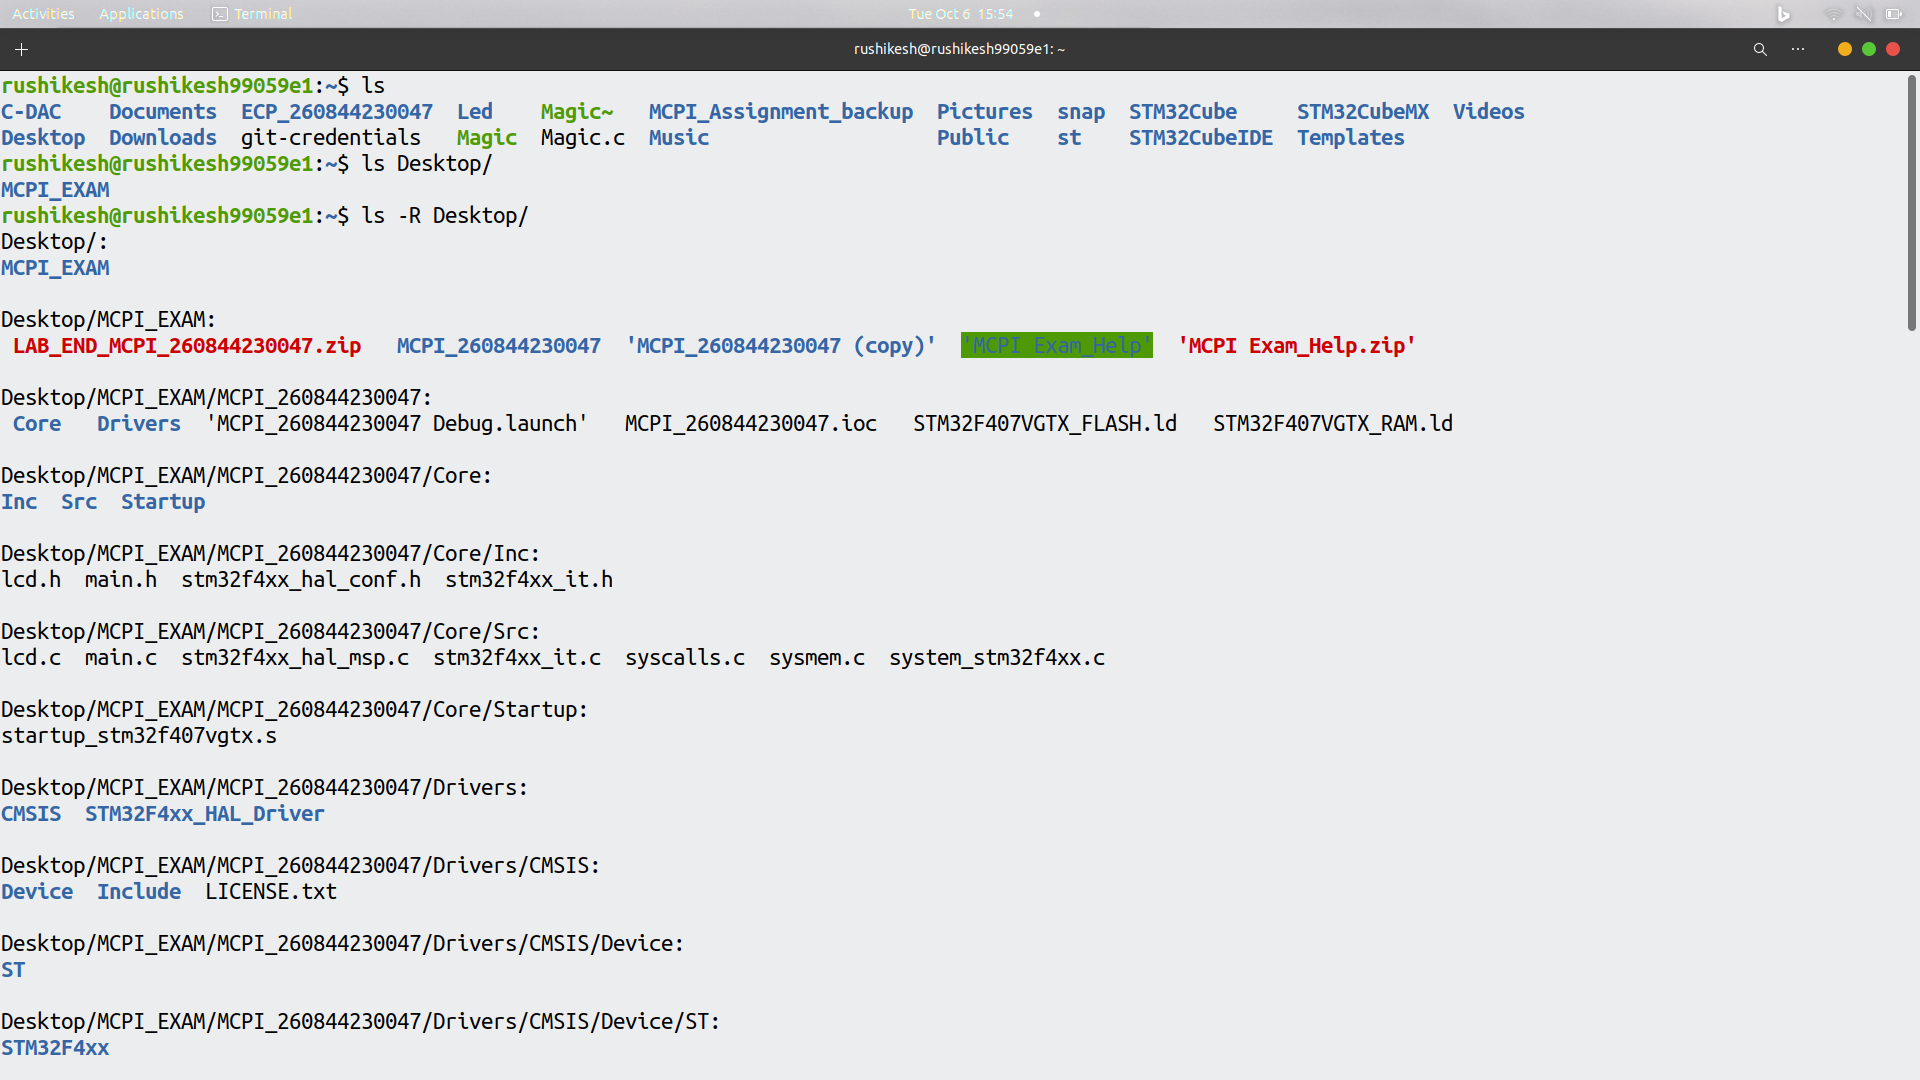 Activities Applications Terminal Tue Oct 6 15:54
rushikesh@rushikesh99059e1: ~
rushikesh@rushikesh99059e1:~$ ls
C-DAC Documents ECP_260844230047 Led Magic~ MCPI_Assignment_backup Pictures snap STM32Cube STM32CubeMX Videos
Desktop Downloads git-credentials Magic Magic.c Music Public st STM32CubeIDE Templates
rushikesh@rushikesh99059e1:~$ ls Desktop/
MCPI_EXAM
rushikesh@rushikesh99059e1:~$ ls -R Desktop/
Desktop/:
MCPI_EXAM
Desktop/MCPI_EXAM:
LAB_END_MCPI_260844230047.zip MCPI_260844230047 'MCPI_260844230047 (copy)' 'MCPI Exam_Help' 'MCPI Exam_Help.zip'
Desktop/MCPI_EXAM/MCPI_260844230047:
Core Drivers 'MCPI_260844230047 Debug.launch' MCPI_260844230047.ioc STM32F407VGTX_FLASH.ld STM32F407VGTX_RAM.ld
Desktop/MCPI_EXAM/MCPI_260844230047/Core:
Inc Src Startup
Desktop/MCPI_EXAM/MCPI_260844230047/Core/Inc:
lcd.h main.h stm32f4xx_hal_conf.h stm32f4xx_it.h
Desktop/MCPI_EXAM/MCPI_260844230047/Core/Src:
lcd.c main.c stm32f4xx_hal_msp.c stm32f4xx_it.c syscalls.c sysmem.c system_stm32f4xx.c
Desktop/MCPI_EXAM/MCPI_260844230047/Core/Startup:
startup_stm32f407vgtx.s
Desktop/MCPI_EXAM/MCPI_260844230047/Drivers:
CMSIS STM32F4xx_HAL_Driver
Desktop/MCPI_EXAM/MCPI_260844230047/Drivers/CMSIS:
Device Include LICENSE.txt
Desktop/MCPI_EXAM/MCPI_260844230047/Drivers/CMSIS/Device:
ST
Desktop/MCPI_EXAM/MCPI_260844230047/Drivers/CMSIS/Device/ST:
STM32F4xx